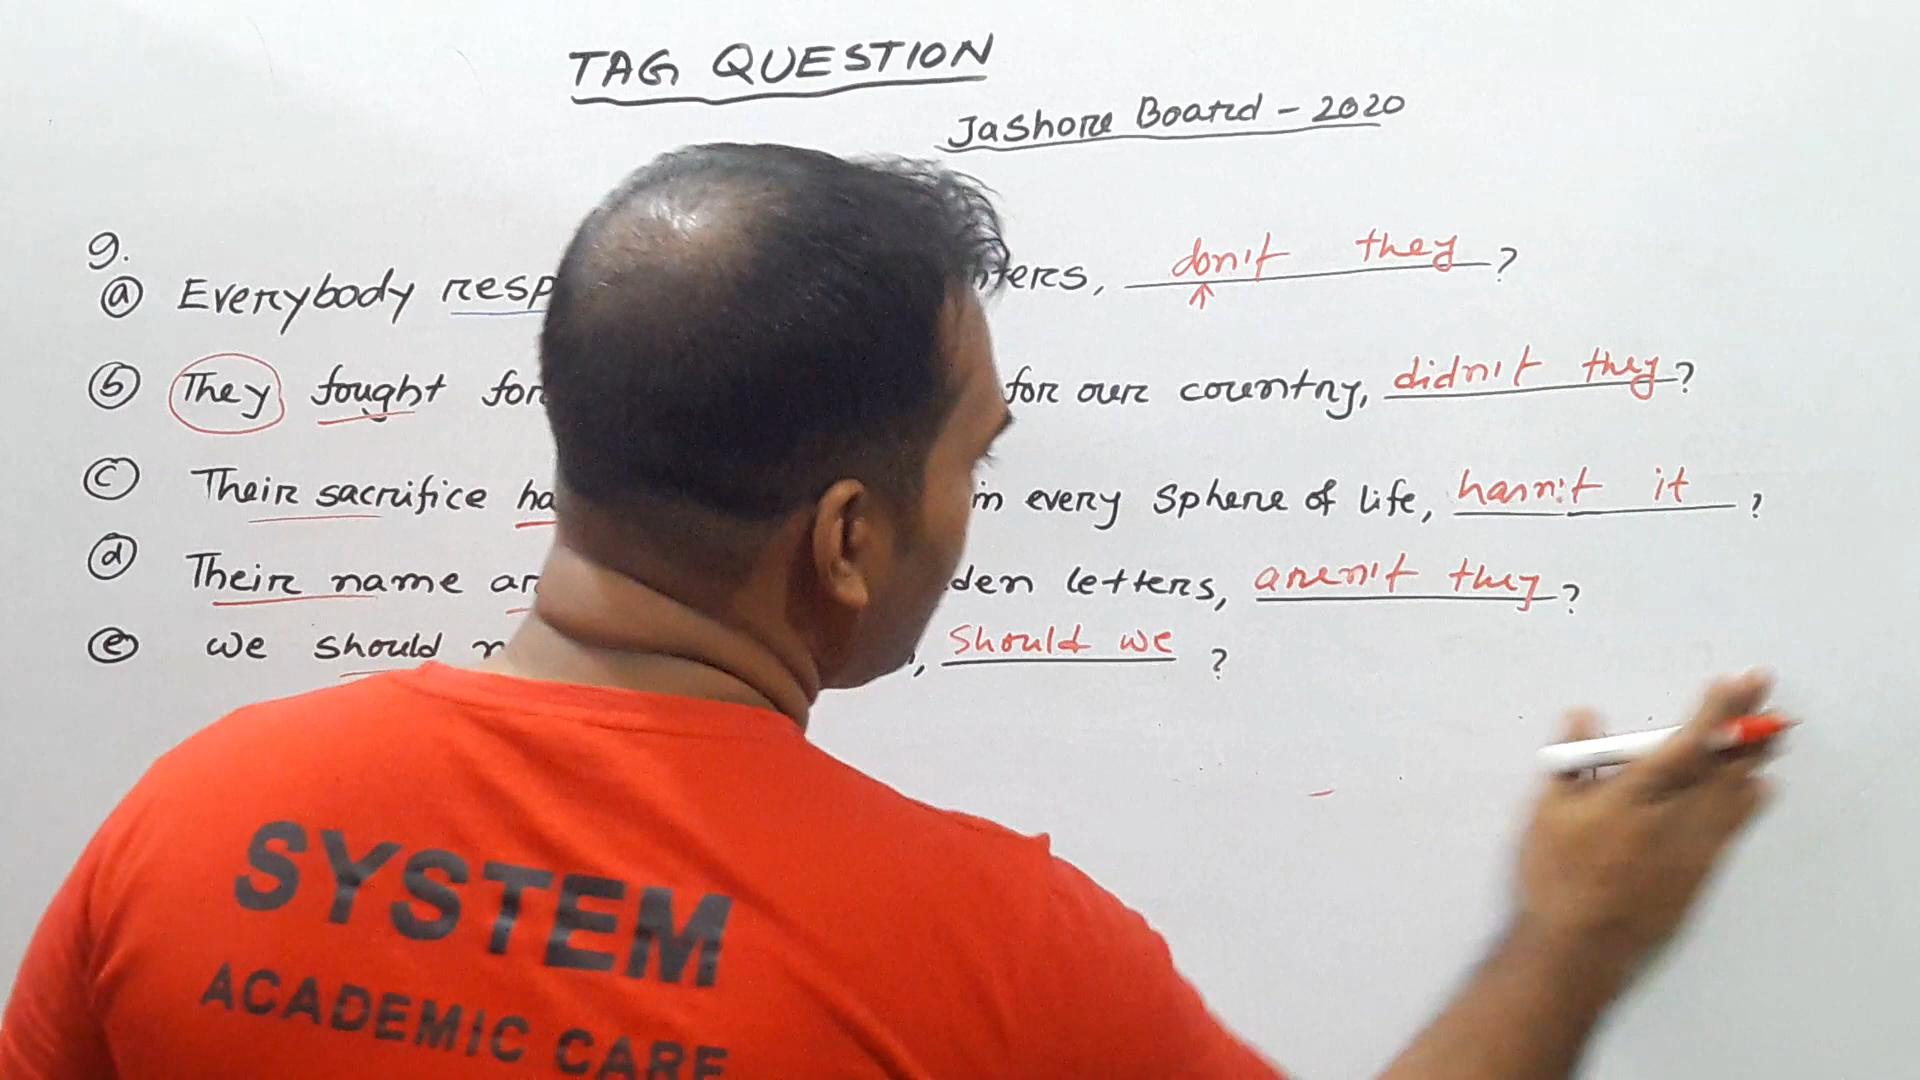 TAG QUESTION
Jashore Board - 2020
9.
ⓐ Everybody resp ters, don't they ?
ⓑ They fought for for our country, didn't they ?
ⓒ Their sacrifice ha in every sphere of life, hasn't it ?
ⓓ Their name ar den letters, aren't they ?
ⓔ we should n , should we ?
SYSTEM
ACADEMIC CARE